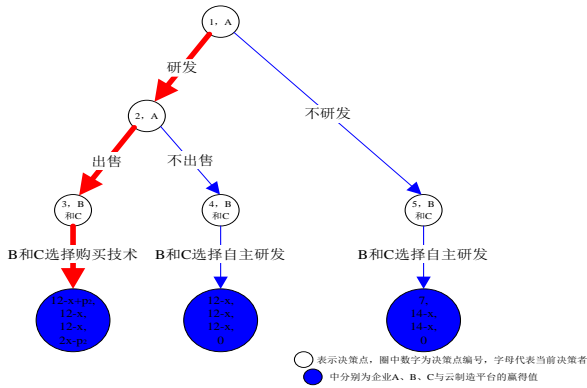 1, A
研发
不研发
2, A
出售
不出售
3, B
和C
4, B
和C
5, B
和C
B和C选择购买技术
B和C选择自主研发
B和C选择自主研发
12-x+pr,
12-x,
12-x,
2x-pr
12-x,
12-x,
12-x,
0
7,
14-x,
14-x,
0
表示决策点，圈中数字为决策点编号，字母代表当前决策者
中分别为企业A、B、C与云制造平台的赢得值